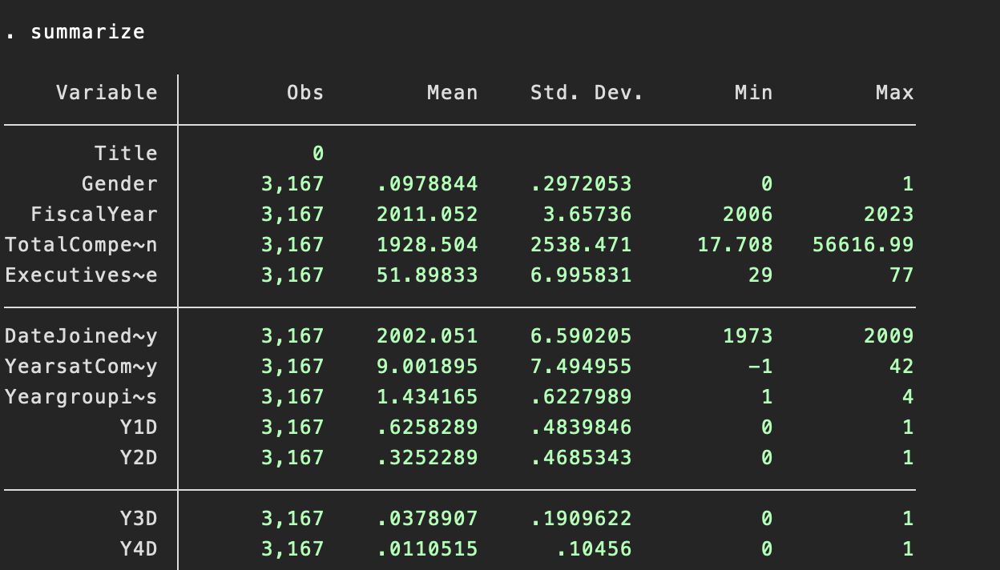 . summarize
Variable Obs Mean Std. Dev. Min Max
Title 0
Gender 3,167 .0978844 .2972053 0 1
FiscalYear 3,167 2011.052 3.65736 2006 2023
TotalCompe~n 3,167 1928.504 2538.471 17.708 56616.99
Executives~e 3,167 51.89833 6.995831 29 77
DateJoined~y 3,167 2002.051 6.590205 1973 2009
YearsatCom~y 3,167 9.001895 7.494955 -1 42
Yeargroupi~s 3,167 1.434165 .6227989 1 4
Y1D 3,167 .6258289 .4839846 0 1
Y2D 3,167 .3252289 .4685343 0 1
Y3D 3,167 .0378907 .1909622 0 1
Y4D 3,167 .0110515 .10456 0 1